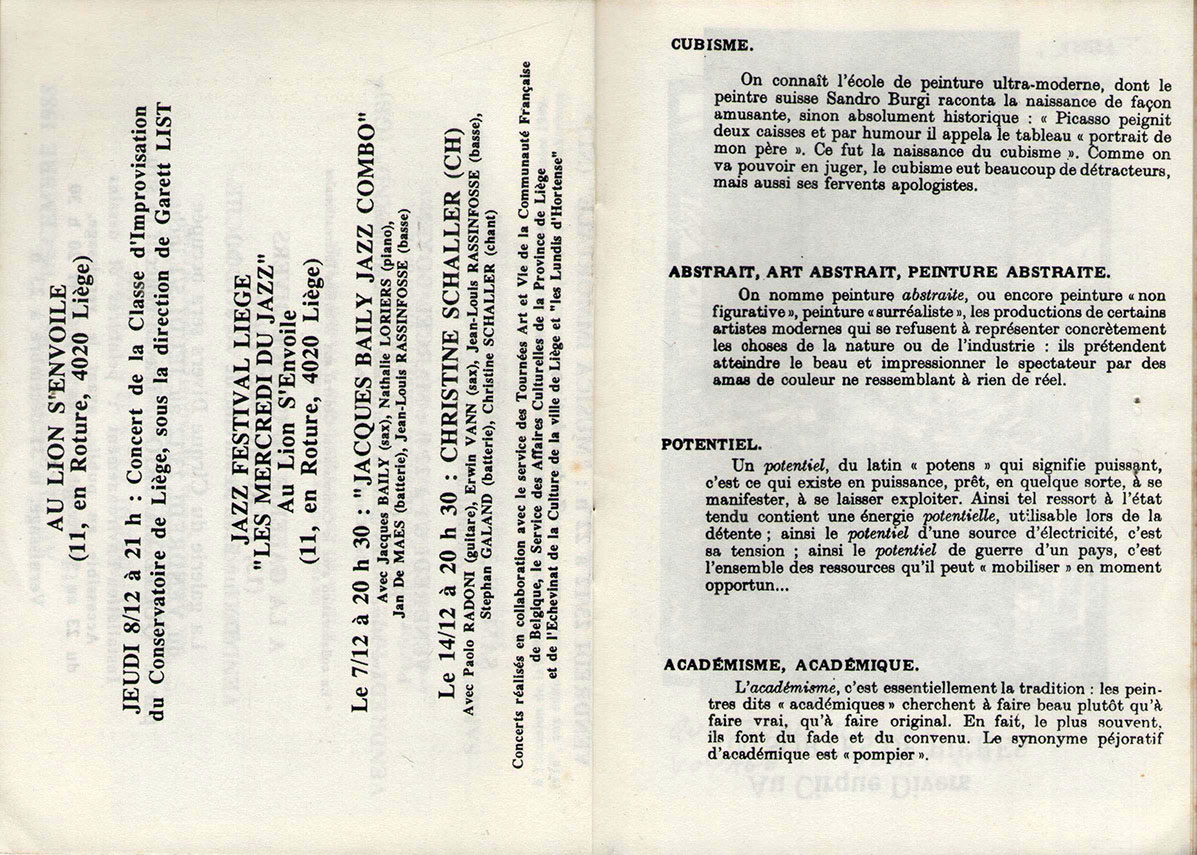 AU LION S'ENVOILE
(11, en Roture, 4020 Liège)
JEUDI 8/12 à 21 h : Concert de la Classe d'Improvisation
du Conservatoire de Liège, sous la direction de Garett LIST
JAZZ FESTIVAL LIEGE
"LES MERCREDI DU JAZZ"
Au Lion S'Envoile
(11, en Roture, 4020 Liège)
Le 7/12 à 20 h 30 : "JACQUES BAILY JAZZ COMBO"
Avec Jacques BAILY (sax), Nathalie LORIERS (piano),
Jan De MAES (batterie), Jean-Louis RASSINFOSSE (basse)
Le 14/12 à 20 h 30 : CHRISTINE SCHALLER (CH)
Avec Paolo RADONI (guitare), Erwin VANN (sax), Jean-Louis RASSINFOSSE (basse),
Stephan GALAND (batterie), Christine SCHALLER (chant)
Concerts réalisés en collaboration avec le service des Tournées Art et Vie de la Communauté Française
de Belgique, le Service des Affaires Culturelles de la Province de Liège
et de l'Echevinat de la Culture de la ville de Liège et "les Lundis d'Hortense"
CUBISME.
On connaît l'école de peinture ultra-moderne, dont le
peintre suisse Sandro Burgi raconta la naissance de façon
amusante, sinon absolument historique : « Picasso peignit
deux caisses et par humour il appela le tableau « portrait de
mon père ». Ce fut la naissance du cubisme ». Comme on
va pouvoir en juger, le cubisme eut beaucoup de détracteurs,
mais aussi ses fervents apologistes.
ABSTRAIT, ART ABSTRAIT, PEINTURE ABSTRAITE.
On nomme peinture abstraite, ou encore peinture « non
figurative », peinture « surréaliste », les productions de certains
artistes modernes qui se refusent à représenter concrètement
les choses de la nature ou de l'industrie : ils prétendent
atteindre le beau et impressionner le spectateur par des
amas de couleur ne ressemblant à rien de réel.
POTENTIEL.
Un potentiel, du latin « potens » qui signifie puissant,
c'est ce qui existe en puissance, prêt, en quelque sorte, à se
manifester, à se laisser exploiter. Ainsi tel ressort à l'état
tendu contient une énergie potentielle, utilisable lors de la
détente ; ainsi le potentiel d'une source d'électricité, c'est
sa tension ; ainsi le potentiel de guerre d'un pays, c'est
l'ensemble des ressources qu'il peut « mobiliser » en moment
opportun...
ACADÉMISME, ACADÉMIQUE.
L'académisme, c'est essentiellement la tradition : les pein-
tres dits « académiques » cherchent à faire beau plutôt qu'à
faire vrai, qu'à faire original. En fait, le plus souvent,
ils font du fade et du convenu. Le synonyme péjoratif
d'académique est « pompier ».
Au Cirque Divers